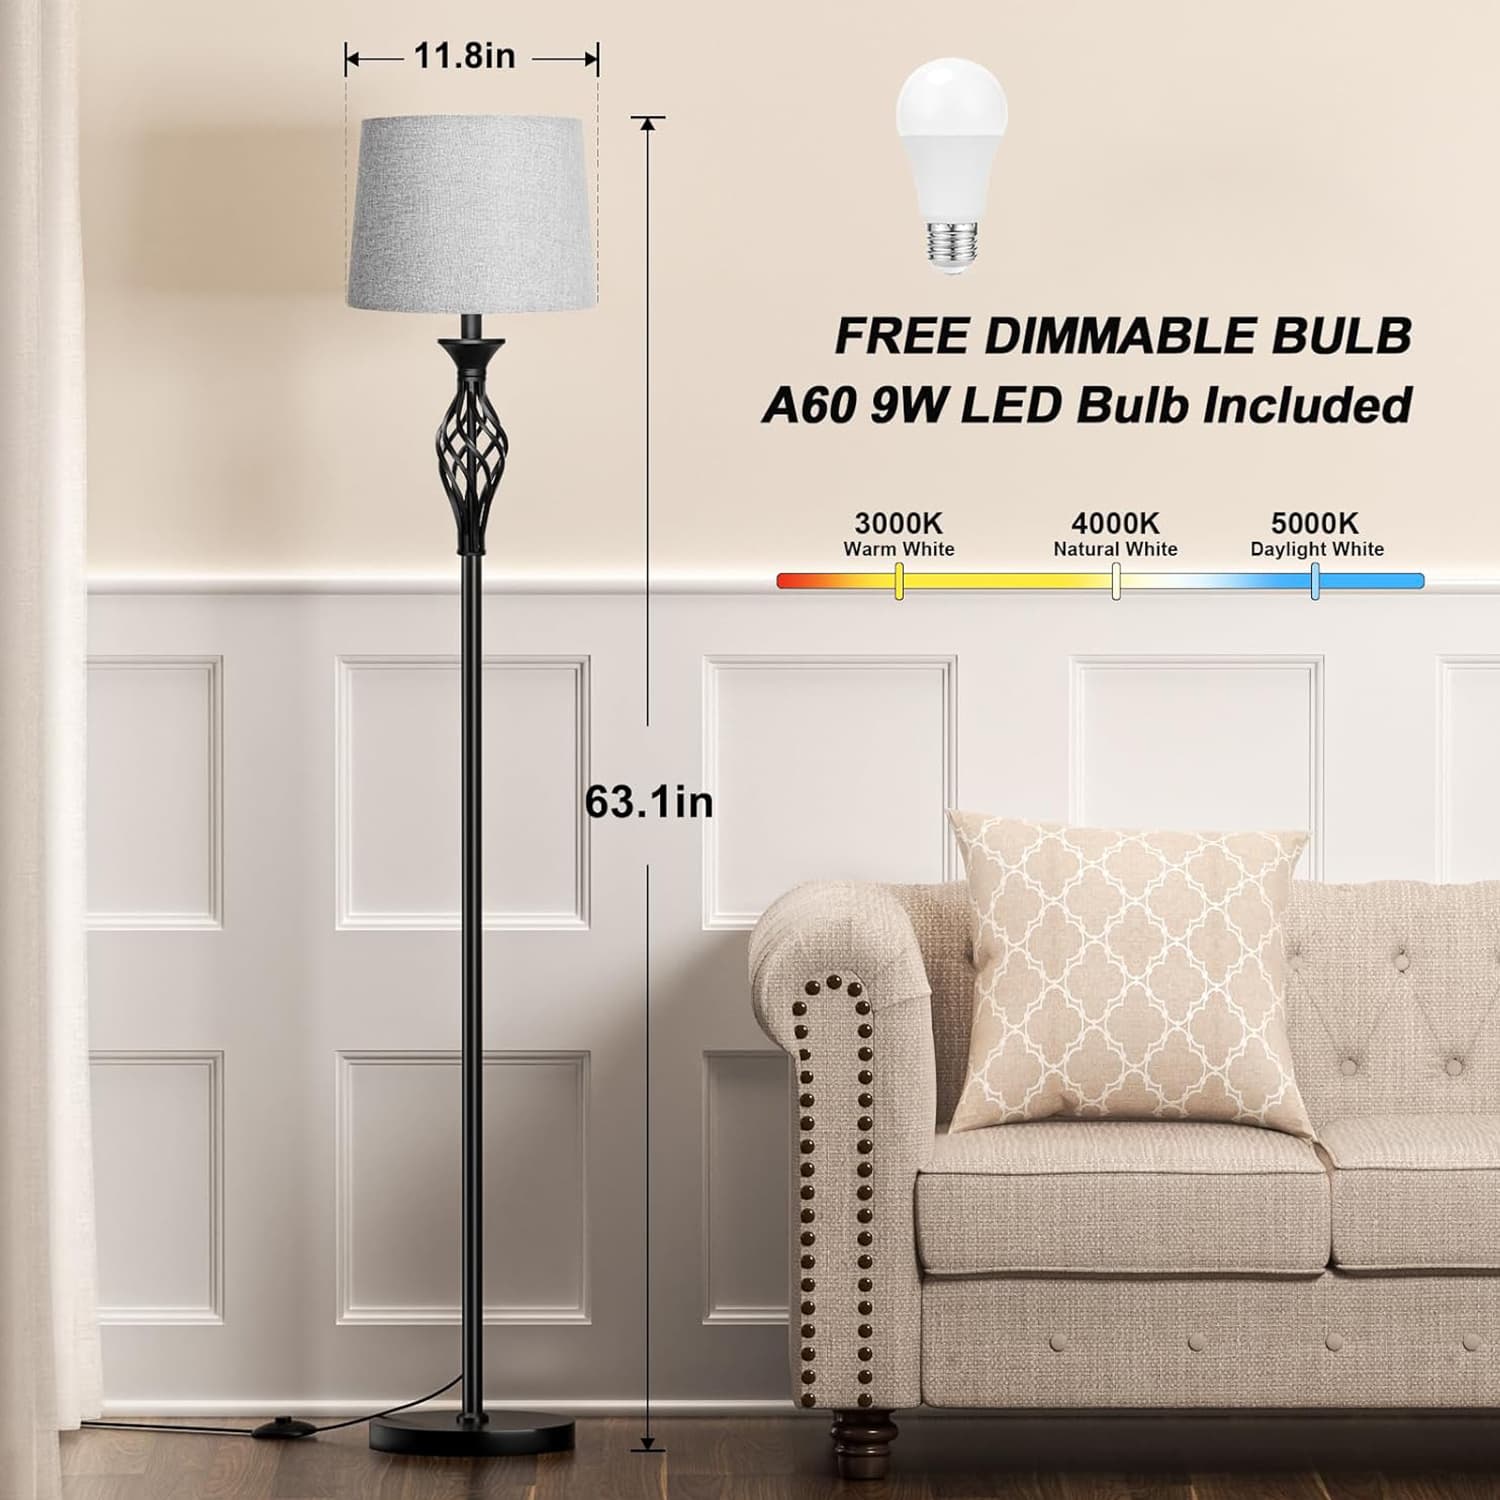 11.8in
FREE DIMMABLE BULB
A60 9W LED Bulb Included
3000K 4000K 5000K
Warm White Natural White Daylight White
63.1in